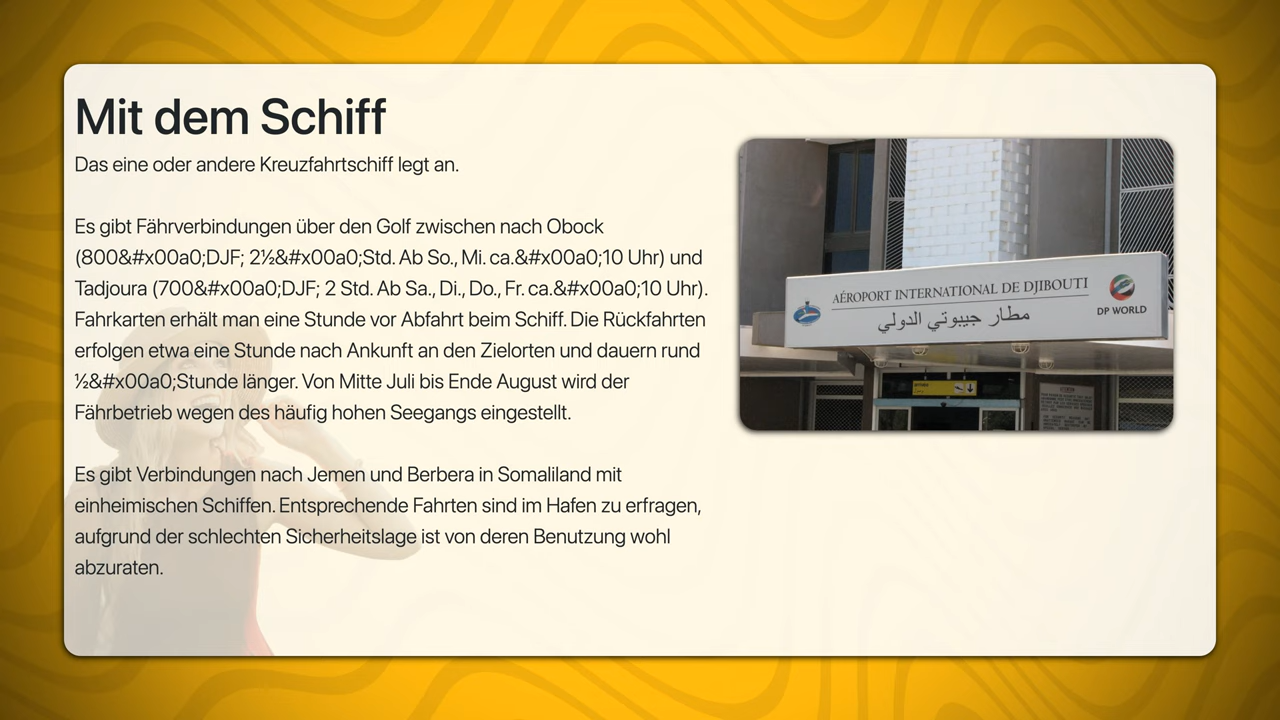 Mit dem Schiff
Das eine oder andere Kreuzfahrtschiff legt an.
Es gibt Fährverbindungen über den Golf zwischen nach Obock
(800&#x00a0;DJF; 2½&#x00a0;Std. Ab So., Mi. ca.&#x00a0;10 Uhr) und
Tadjoura (700&#x00a0;DJF; 2 Std. Ab Sa., Di., Do., Fr. ca.&#x00a0;10 Uhr).
Fahrkarten erhält man eine Stunde vor Abfahrt beim Schiff. Die Rückfahrten
erfolgen etwa eine Stunde nach Ankunft an den Zielorten und dauern rund
½&#x00a0;Stunde länger. Von Mitte Juli bis Ende August wird der
Fährbetrieb wegen des häufig hohen Seegangs eingestellt.
Es gibt Verbindungen nach Jemen und Berbera in Somaliland mit
einheimischen Schiffen. Entsprechende Fahrten sind im Hafen zu erfragen,
aufgrund der schlechten Sicherheitslage ist von deren Benutzung wohl
abzuraten.
AÉROPORT INTERNATIONAL DE DJIBOUTI
مطار جيبوتي الدولي
DP WORLD